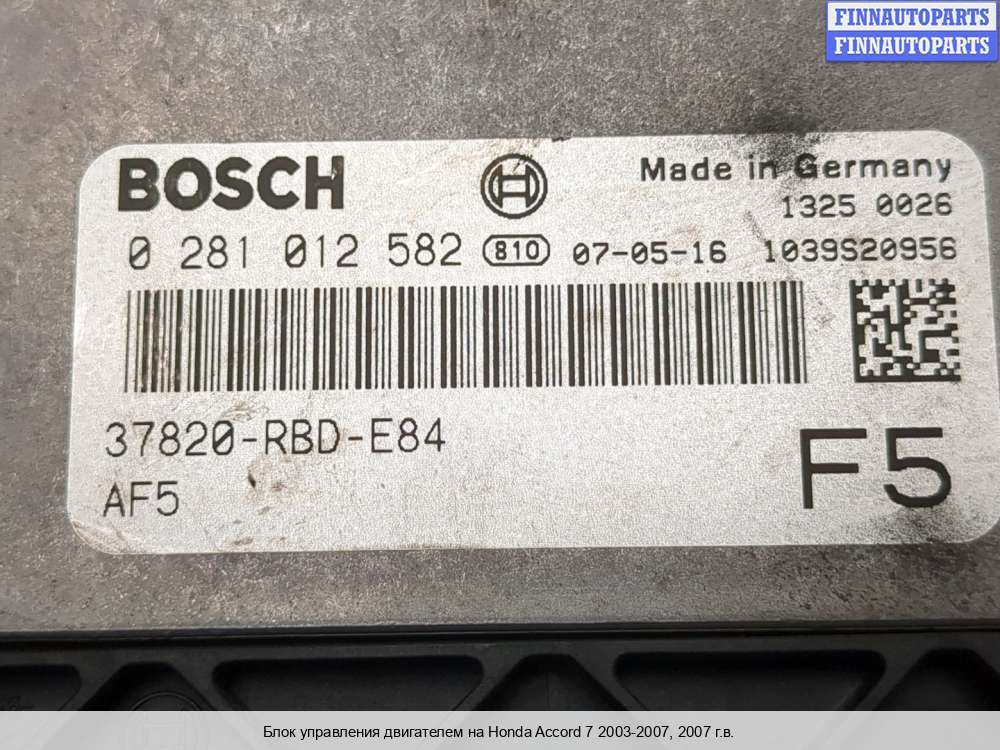 FINNAUTOPARTS
FINNAUTOPARTS
BOSCH
Made in Germany
1325 0026
0 281 012 582 810 07-05-16 1039S20956
37820-RBD-E84
AF5
F5
Блок управления двигателем на Honda Accord 7 2003-2007, 2007 г.в.